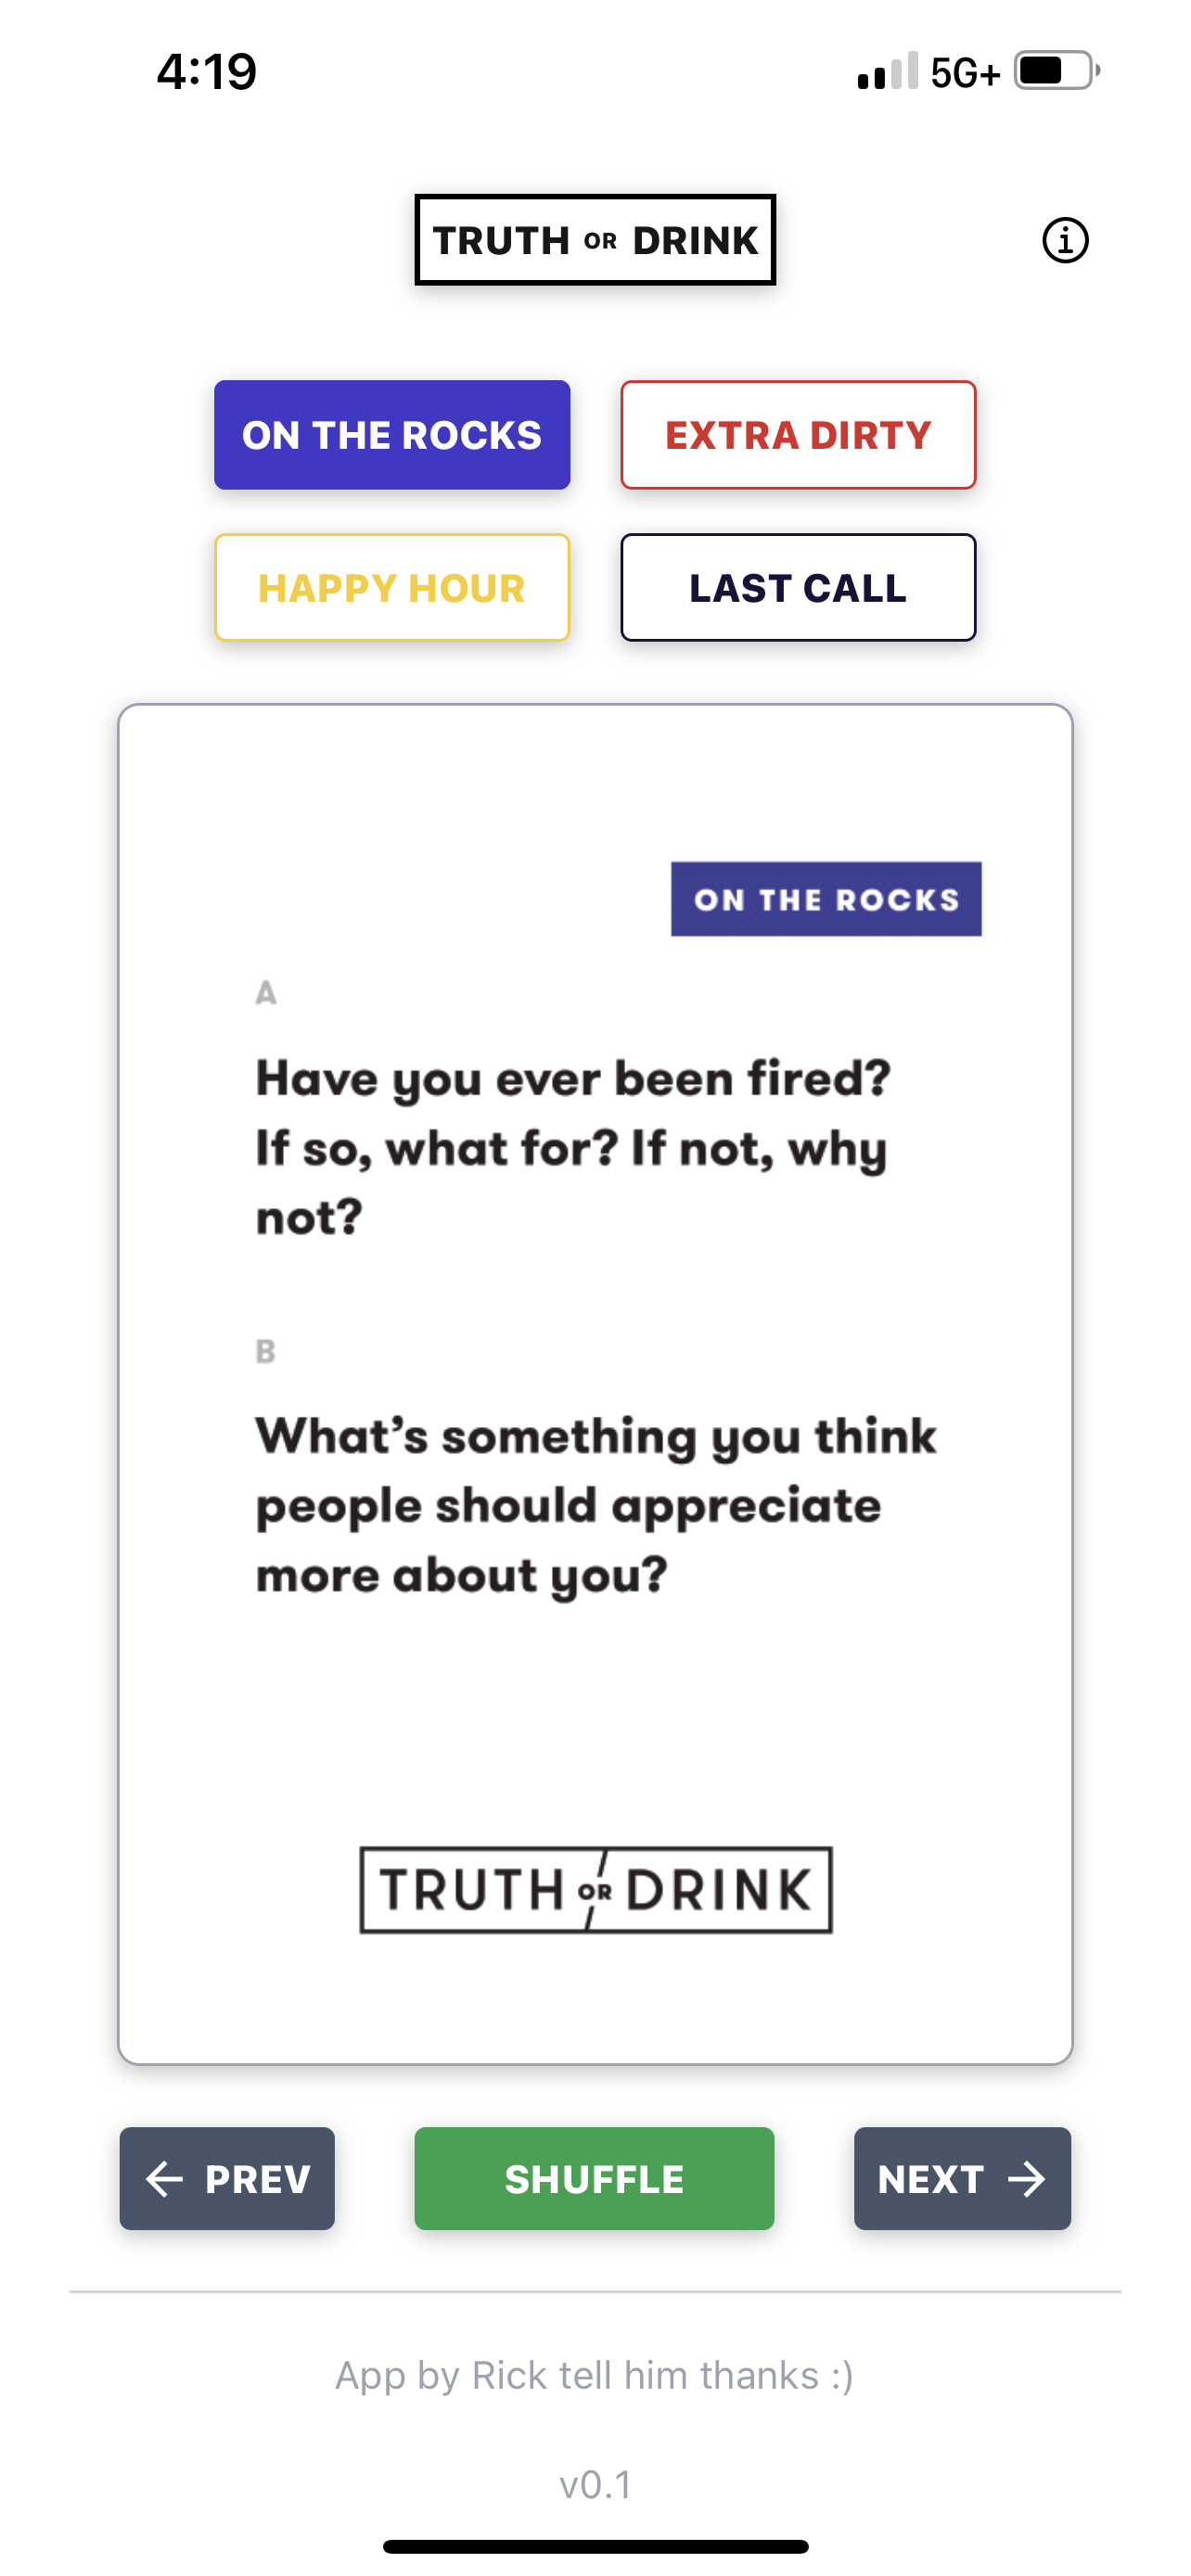 4:19 5G+
TRUTH OR DRINK
ON THE ROCKS EXTRA DIRTY
HAPPY HOUR LAST CALL
ON THE ROCKS
A
Have you ever been fired?
If so, what for? If not, why
not?
B
What’s something you think
people should appreciate
more about you?
TRUTH OR DRINK
← PREV SHUFFLE NEXT →
App by Rick tell him thanks :)
v0.1